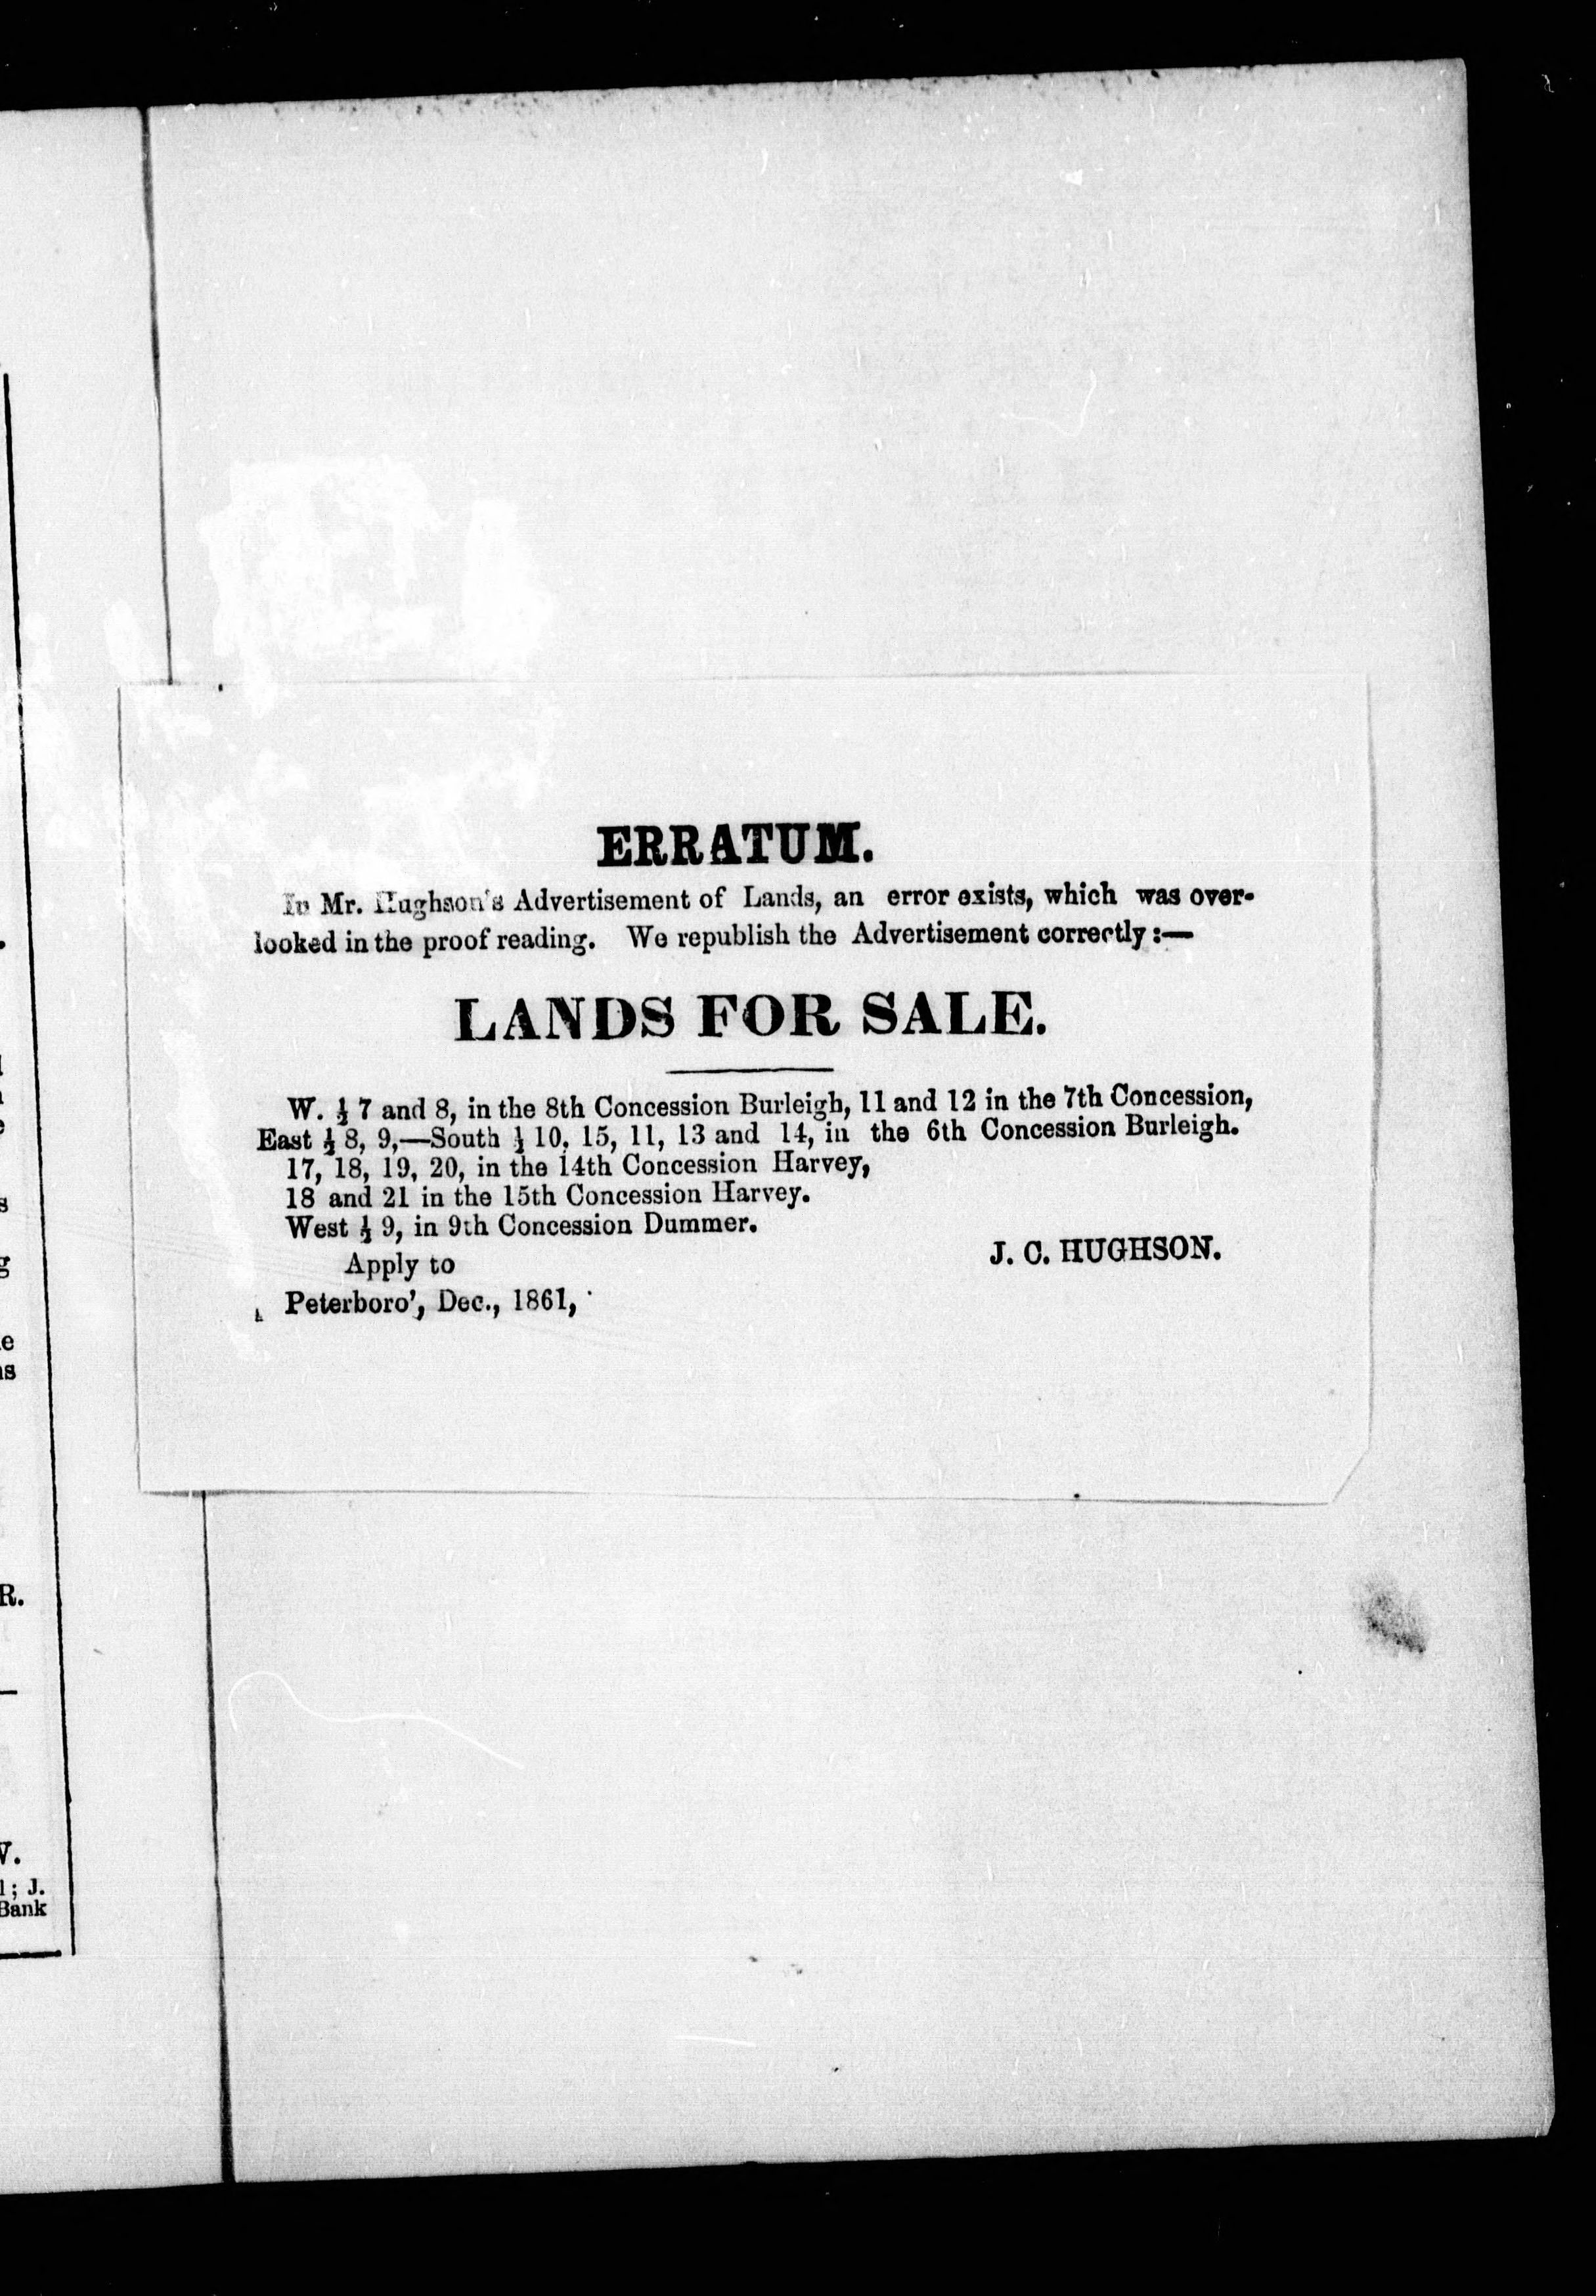 ERRATUM.
In Mr. Hughson's Advertisement of Lands, an error exists, which was over-
looked in the proof reading. We republish the Advertisement correctly :—
LANDS FOR SALE.
W. ½ 7 and 8, in the 8th Concession Burleigh, 11 and 12 in the 7th Concession,
East ½ 8, 9,—South ½ 10, 15, 11, 13 and 14, in the 6th Concession Burleigh.
17, 18, 19, 20, in the 14th Concession Harvey,
18 and 21 in the 15th Concession Harvey.
West ½ 9, in 9th Concession Dummer.
Apply to
J. C. HUGHSON.
Peterboro', Dec., 1861,
R.
1; J.
Bank